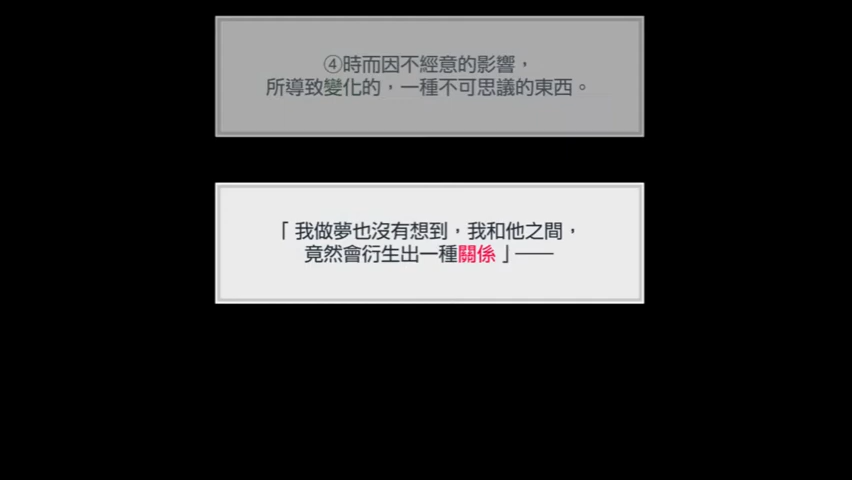 ④時而因不經意的影響，
所導致變化的，一種不可思議的東西。
「我做夢也沒有想到，我和他之間，
竟然會衍生出一種關係」——